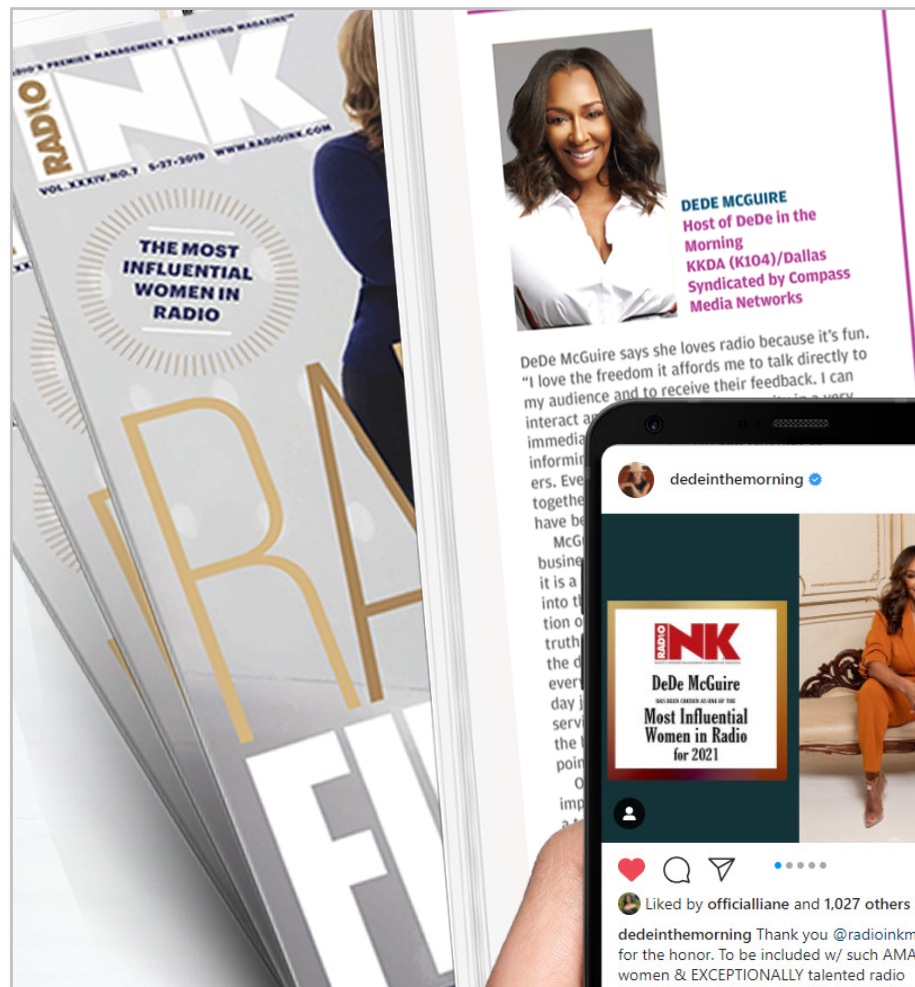 RADIO'S PREMIER MANAGEMENT & MARKETING MAGAZINE
RADIO
INK
VOL. XXXIV, NO. 7 5-27-2019 WWW.RADIOINK.COM
THE MOST
INFLUENTIAL
WOMEN IN
RADIO
RA
FI
DEDE MCGUIRE
Host of DeDe in the
Morning
KKDA (K104)/Dallas
Syndicated by Compass
Media Networks
DeDe McGuire says she loves radio because it's fun.
“I love the freedom it affords me to talk directly to
my audience and to receive their feedback. I can
interact
immedia
informin
ers. Eve
togethe
have be
McG
busine
it is a
into t
tion o
truth
the d
every
day j
servi
the
poin
O
imp
dedeinthemorning
RADIO
INK
DeDe McGuire
HAS BEEN CHOSEN AS ONE OF THE
Most Influential
Women in Radio
for 2021
Liked by officialliane and 1,027 others
dedeinthemorning Thank you @radioinkm
for the honor. To be included w/ such AMA
women & EXCEPTIONALLY talented radio